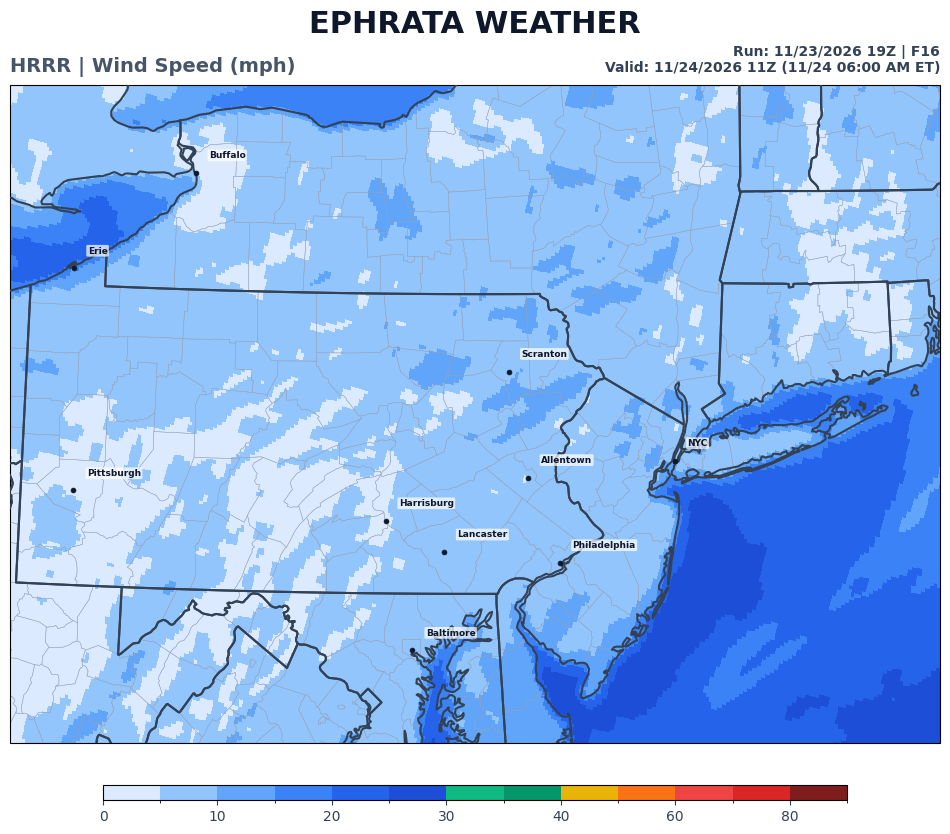 EPHRATA WEATHER
HRRR | Wind Speed (mph)
Run: 11/23/2026 19Z | F16
Valid: 11/24/2026 11Z (11/24 06:00 AM ET)
Buffalo
Erie
Scranton
NYC
Allentown
Pittsburgh
Harrisburg
Lancaster
Philadelphia
Baltimore
0 10 20 30 40 60 80